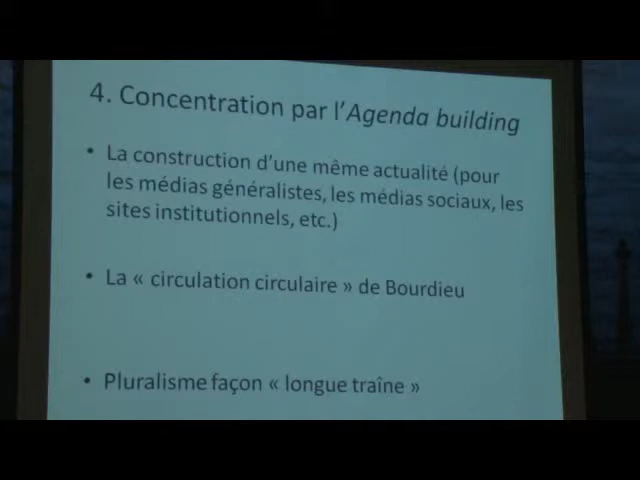 4. Concentration par l'Agenda building
• La construction d'une même actualité (pour
les médias généralistes, les médias sociaux, les
sites institutionnels, etc.)
• La « circulation circulaire » de Bourdieu
• Pluralisme façon « longue traîne »